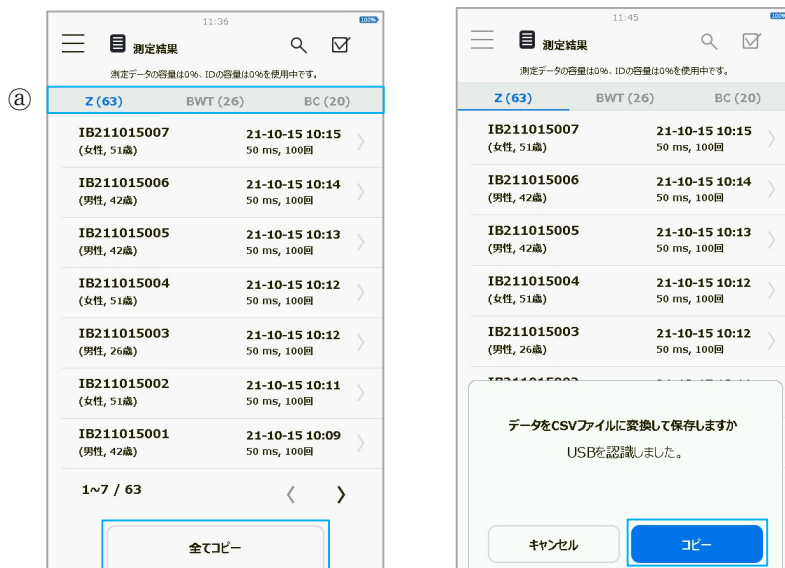 11:36
100%
測定結果
測定データの容量は0%、IDの容量は0%を使用中です。
ⓐ
Z (63) BWT (26) BC (20)
IB211015007 21-10-15 10:15
(女性, 51歳) 50 ms, 100回
IB211015006 21-10-15 10:14
(男性, 42歳) 50 ms, 100回
IB211015005 21-10-15 10:13
(男性, 42歳) 50 ms, 100回
IB211015004 21-10-15 10:12
(女性, 51歳) 50 ms, 100回
IB211015003 21-10-15 10:12
(男性, 26歳) 50 ms, 100回
IB211015002 21-10-15 10:11
(女性, 51歳) 50 ms, 100回
IB211015001 21-10-15 10:09
(男性, 42歳) 50 ms, 100回
1~7 / 63
全てコピー
11:45
100%
測定結果
測定データの容量は0%、IDの容量は0%を使用中です。
Z (63) BWT (26) BC (20)
IB211015007 21-10-15 10:15
(女性, 51歳) 50 ms, 100回
IB211015006 21-10-15 10:14
(男性, 42歳) 50 ms, 100回
IB211015005 21-10-15 10:13
(男性, 42歳) 50 ms, 100回
IB211015004 21-10-15 10:12
(女性, 51歳) 50 ms, 100回
IB211015003 21-10-15 10:12
(男性, 26歳) 50 ms, 100回
データをCSVファイルに変換して保存しますか
USBを認識しました。
キャンセル コピー